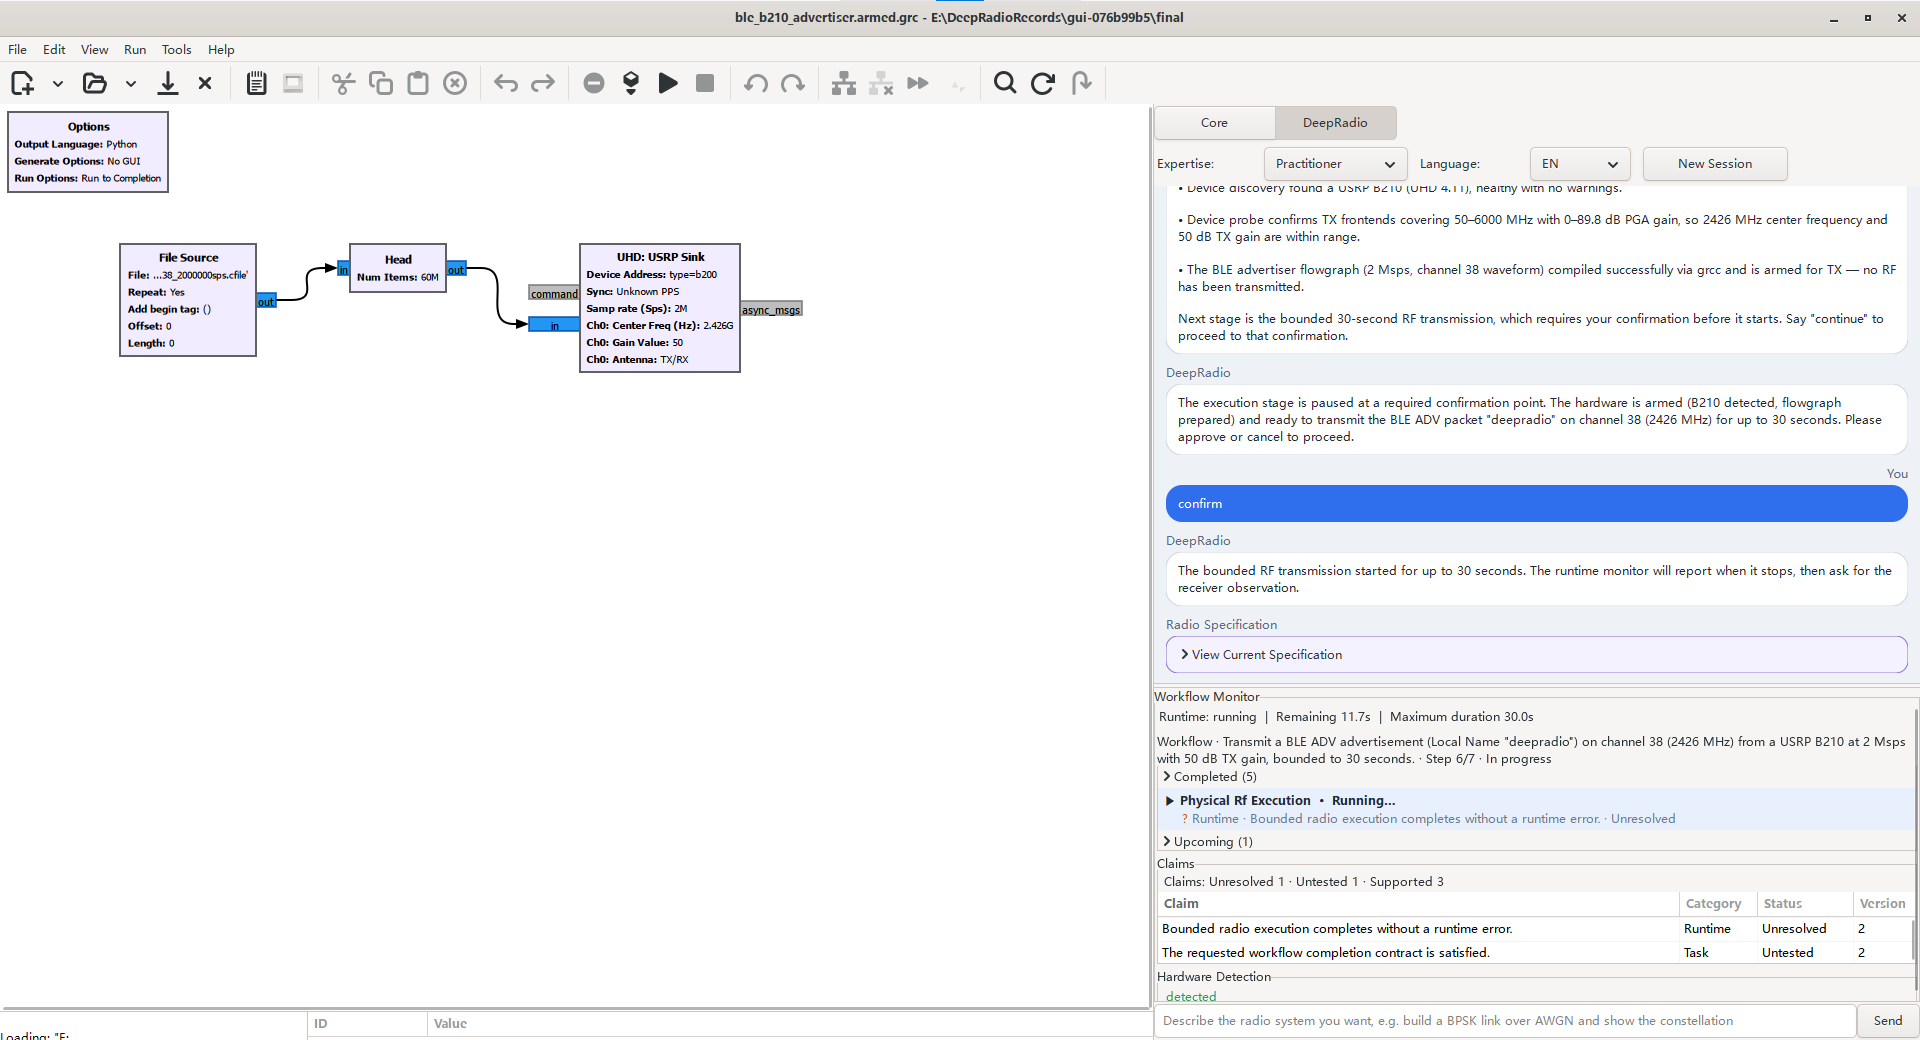 ble_b210_advertiser.armed.grc - E:\DeepRadioRecords\gui-076b99b5\final
File Edit View Run Tools Help
Options
Output Language: Python
Generate Options: No GUI
Run Options: Run to Completion
File Source
File: ...38_2000000sps.cfile'
Repeat: Yes
Add begin tag: ()
Offset: 0
Length: 0
out
in
Head
Num Items: 60M
out
command
in
UHD: USRP Sink
Device Address: type=b200
Sync: Unknown PPS
Samp rate (Sps): 2M
Ch0: Center Freq (Hz): 2.426G
Ch0: Gain Value: 50
Ch0: Antenna: TX/RX
async_msgs
Loading: "E:
ID Value
Core DeepRadio
Expertise: Practitioner Language: EN New Session
• Device discovery found a USRP B210 (UHD 4.11), healthy with no warnings.
• Device probe confirms TX frontends covering 50–6000 MHz with 0–89.8 dB PGA gain, so 2426 MHz center frequency and
50 dB TX gain are within range.
• The BLE advertiser flowgraph (2 Msps, channel 38 waveform) compiled successfully via grcc and is armed for TX — no RF
has been transmitted.
Next stage is the bounded 30-second RF transmission, which requires your confirmation before it starts. Say "continue" to
proceed to that confirmation.
DeepRadio
The execution stage is paused at a required confirmation point. The hardware is armed (B210 detected, flowgraph
prepared) and ready to transmit the BLE ADV packet "deepradio" on channel 38 (2426 MHz) for up to 30 seconds. Please
approve or cancel to proceed.
You
confirm
DeepRadio
The bounded RF transmission started for up to 30 seconds. The runtime monitor will report when it stops, then ask for the
receiver observation.
Radio Specification
View Current Specification
Workflow Monitor
Runtime: running | Remaining 11.7s | Maximum duration 30.0s
Workflow · Transmit a BLE ADV advertisement (Local Name "deepradio") on channel 38 (2426 MHz) from a USRP B210 at 2 Msps
with 50 dB TX gain, bounded to 30 seconds. · Step 6/7 · In progress
Completed (5)
Physical Rf Execution • Running...
? Runtime · Bounded radio execution completes without a runtime error. · Unresolved
Upcoming (1)
Claims
Claims: Unresolved 1 · Untested 1 · Supported 3
Claim Category Status Version
Bounded radio execution completes without a runtime error. Runtime Unresolved 2
The requested workflow completion contract is satisfied. Task Untested 2
Hardware Detection
detected
Describe the radio system you want, e.g. build a BPSK link over AWGN and show the constellation Send